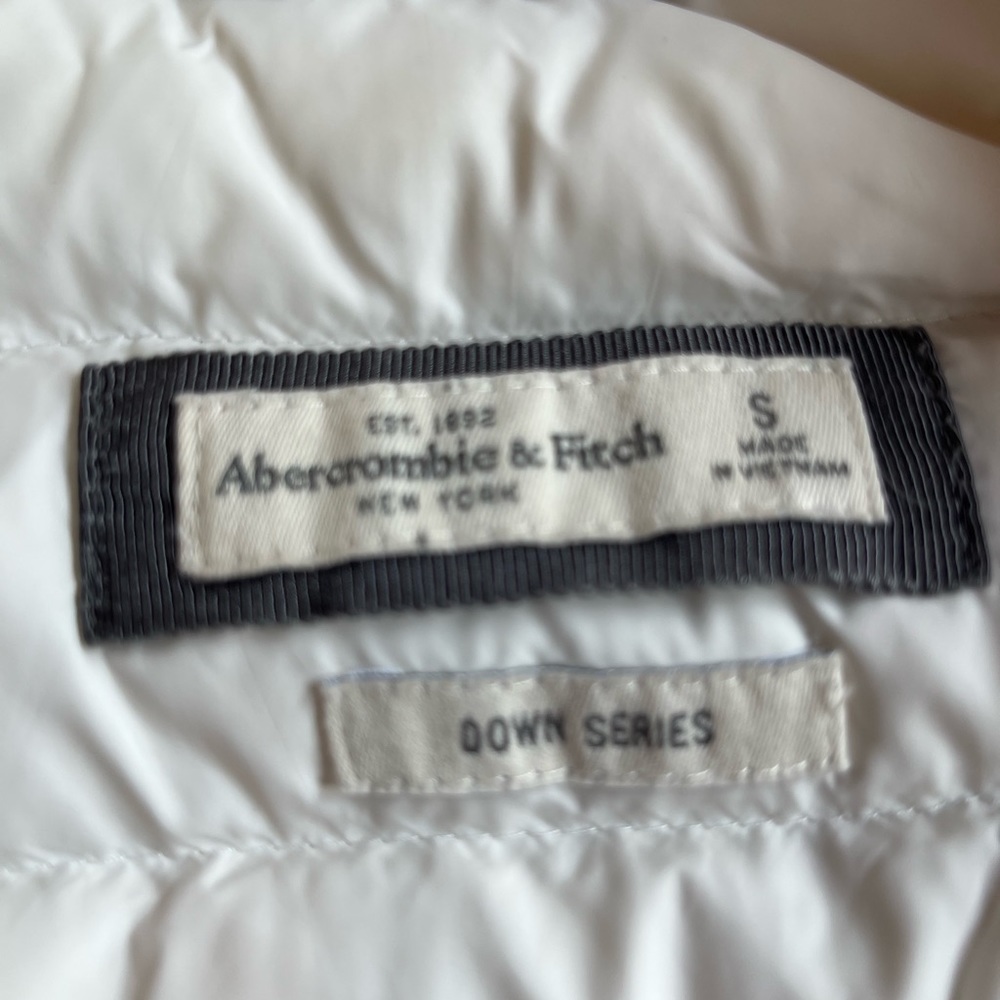 EST. 1892
Abercrombie & Fitch
NEW YORK
S
MADE
IN VIETNAM
DOWN SERIES